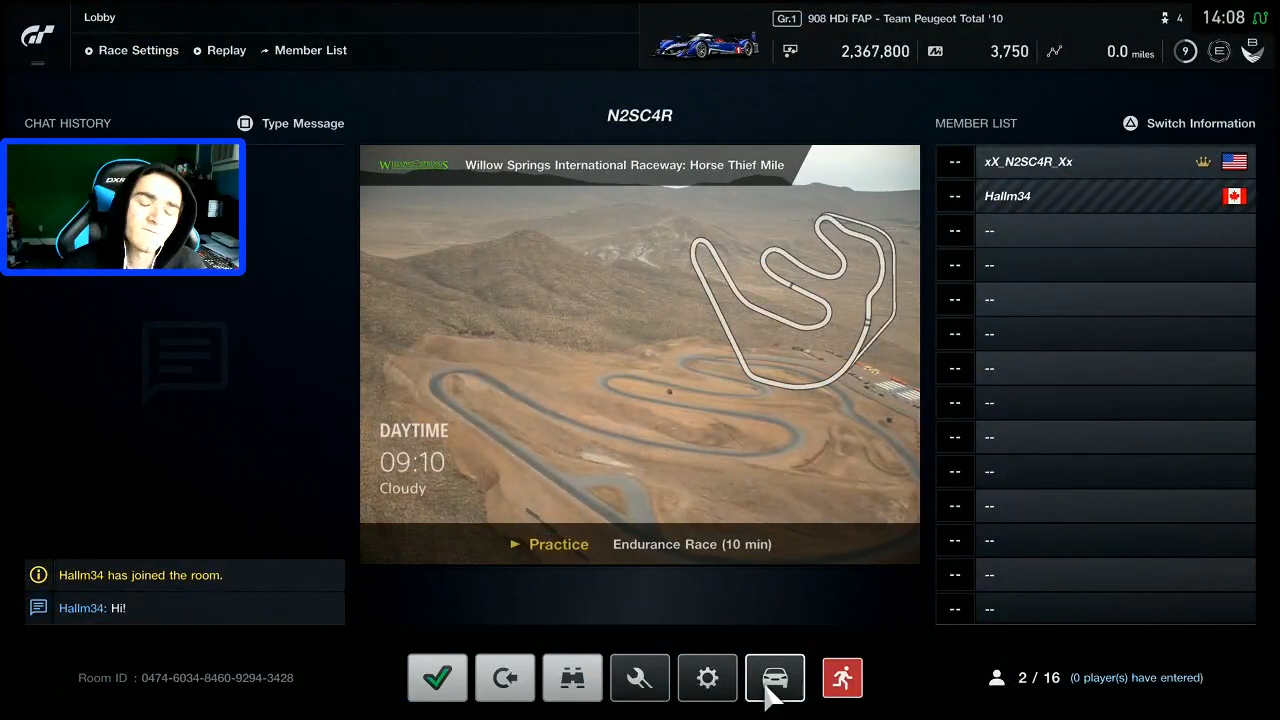 Lobby
Race Settings
Replay
Member List
Gr.1
908 HDi FAP - Team Peugeot Total '10
4
14:08
2,367,800
3,750
0.0 miles
9
E
B
CHAT HISTORY
Type Message
N2SC4R
MEMBER LIST
Switch Information
DXR
WILLOW SPRINGS
Willow Springs International Raceway: Horse Thief Mile
-- xX_N2SC4R_Xx
-- Hallm34
-- --
-- --
-- --
-- --
-- --
-- --
-- --
-- --
-- --
-- --
-- --
-- --
DAYTIME
09:10
Cloudy
Practice
Endurance Race (10 min)
Hallm34 has joined the room.
Hallm34: Hi!
Room ID : 0474-6034-8460-9294-3428
2 / 16
(0 player(s) have entered)